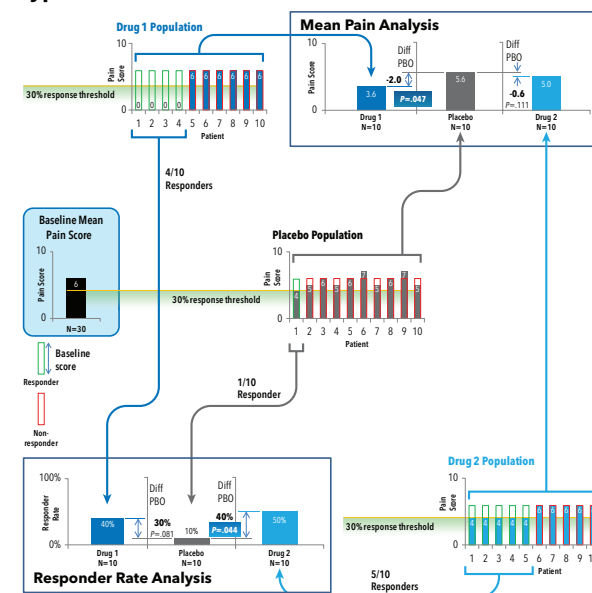 Drug 1 Population
10
Pain
Score
0
30% response threshold
0 0 0 0 6 6 6 6 6 6
1 2 3 4 5 6 7 8 9 10
Patient
4/10
Responders
Mean Pain Analysis
10
Pain Score
0
3.6
Diff
PBO
-2.0
P=.047
5.6
Diff
PBO
-0.6
P=.111
5.0
Drug 1
N=10
Placebo
N=10
Drug 2
N=10
Baseline Mean
Pain Score
10
Pain Score
0
6
N=30
30% response threshold
Placebo Population
10
Pain
Score
0
4 5 6 5 6 7 5 6 7 5
1 2 3 4 5 6 7 8 9 10
Patient
Baseline
score
Responder
Non-
responder
1/10
Responder
100%
Responder
Rate
0%
40%
Diff
PBO
30%
P=.081
10%
Diff
PBO
40%
P=.044
50%
Drug 1
N=10
Placebo
N=10
Drug 2
N=10
Responder Rate Analysis
Drug 2 Population
10
Pain
Score
0
30% response threshold
4 4 4 4 4 6 6 6 6
1 2 3 4 5 6 7 8 9
Patient
5/10
Responders